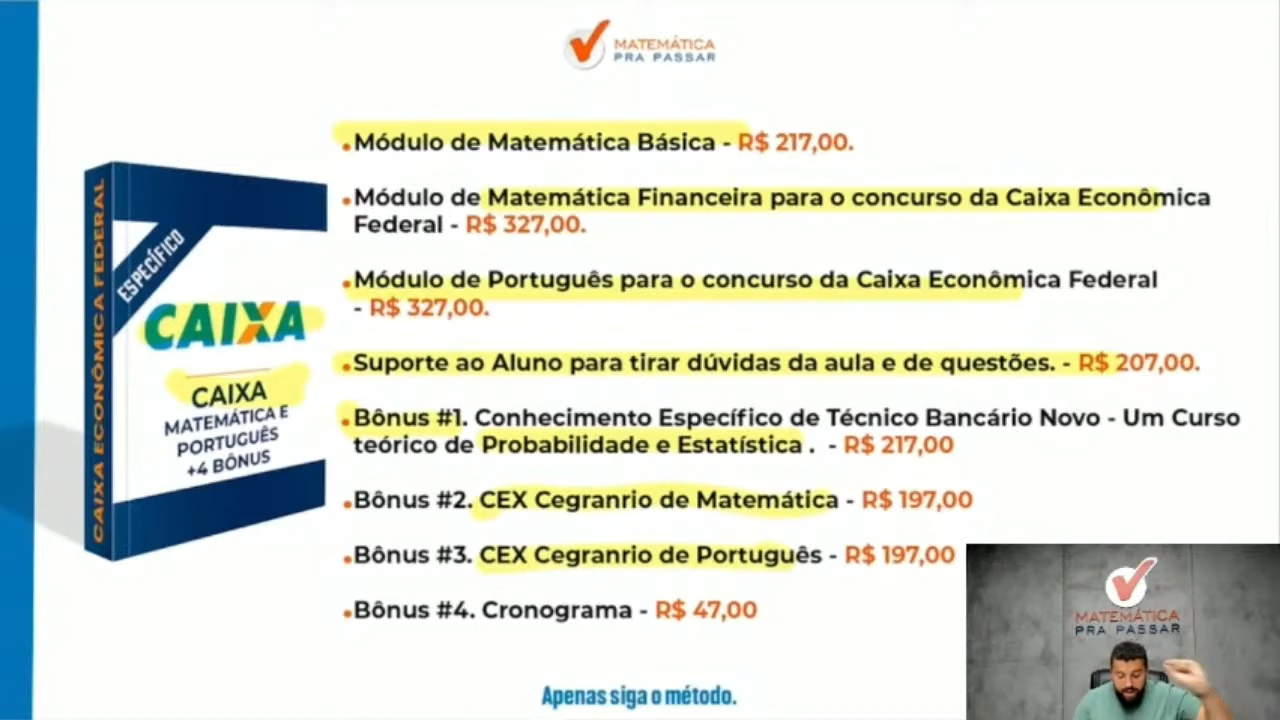 MATEMÁTICA
PRA PASSAR
•Módulo de Matemática Básica - R$ 217,00.
•Módulo de Matemática Financeira para o concurso da Caixa Econômica
Federal - R$ 327,00.
•Módulo de Português para o concurso da Caixa Econômica Federal
- R$ 327,00.
•Suporte ao Aluno para tirar dúvidas da aula e de questões. - R$ 207,00.
•Bônus #1. Conhecimento Específico de Técnico Bancário Novo - Um Curso
teórico de Probabilidade e Estatística . - R$ 217,00
•Bônus #2. CEX Cegranrio de Matemática - R$ 197,00
•Bônus #3. CEX Cegranrio de Português - R$ 197,00
•Bônus #4. Cronograma - R$ 47,00
CAIXA ECONÔMICA FEDERAL
ESPECÍFICO
CAIXA
CAIXA
MATEMÁTICA E
PORTUGUÊS
+4 BÔNUS
MATEMÁTICA
PRA PASSAR
Apenas siga o método.